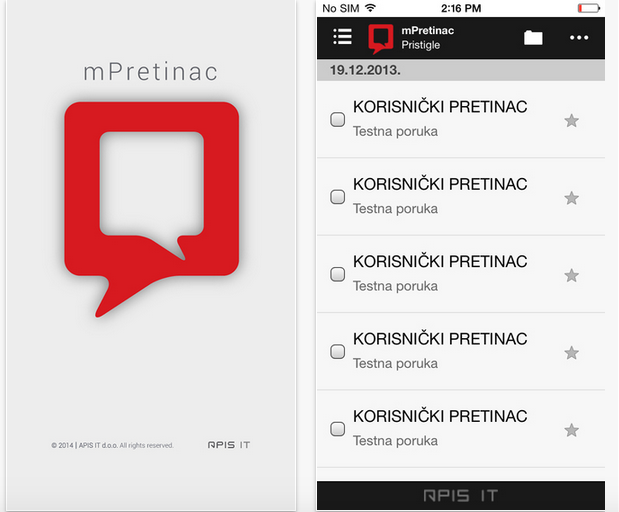 mPretinac
© 2014 | APIS IT d.o.o. All rights reserved.
APIS IT
No SIM
2:16 PM
mPretinac
Pristigle
19.12.2013.
KORISNIČKI PRETINAC
Testna poruka
KORISNIČKI PRETINAC
Testna poruka
KORISNIČKI PRETINAC
Testna poruka
KORISNIČKI PRETINAC
Testna poruka
KORISNIČKI PRETINAC
Testna poruka
APIS IT